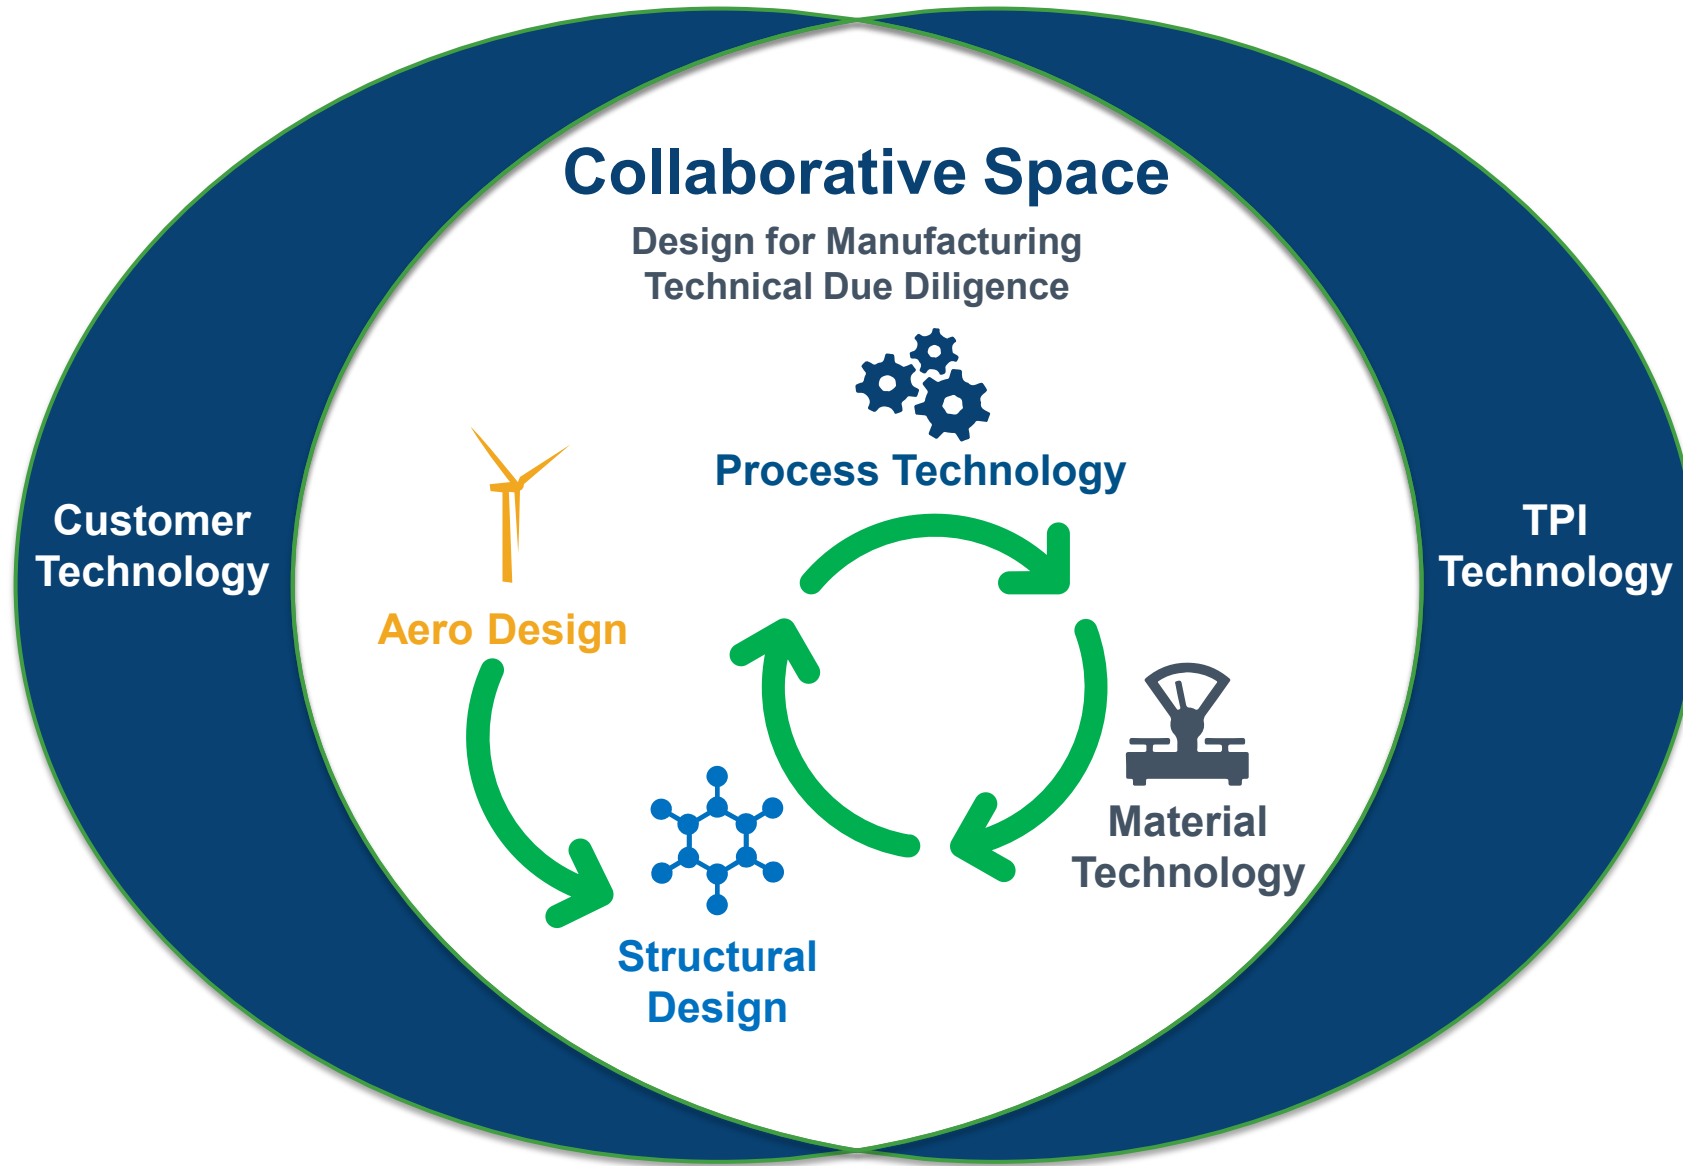 Collaborative Space
Design for Manufacturing
Technical Due Diligence
Process Technology
Customer
Technology
TPI
Technology
Aero Design
Material
Technology
Structural
Design